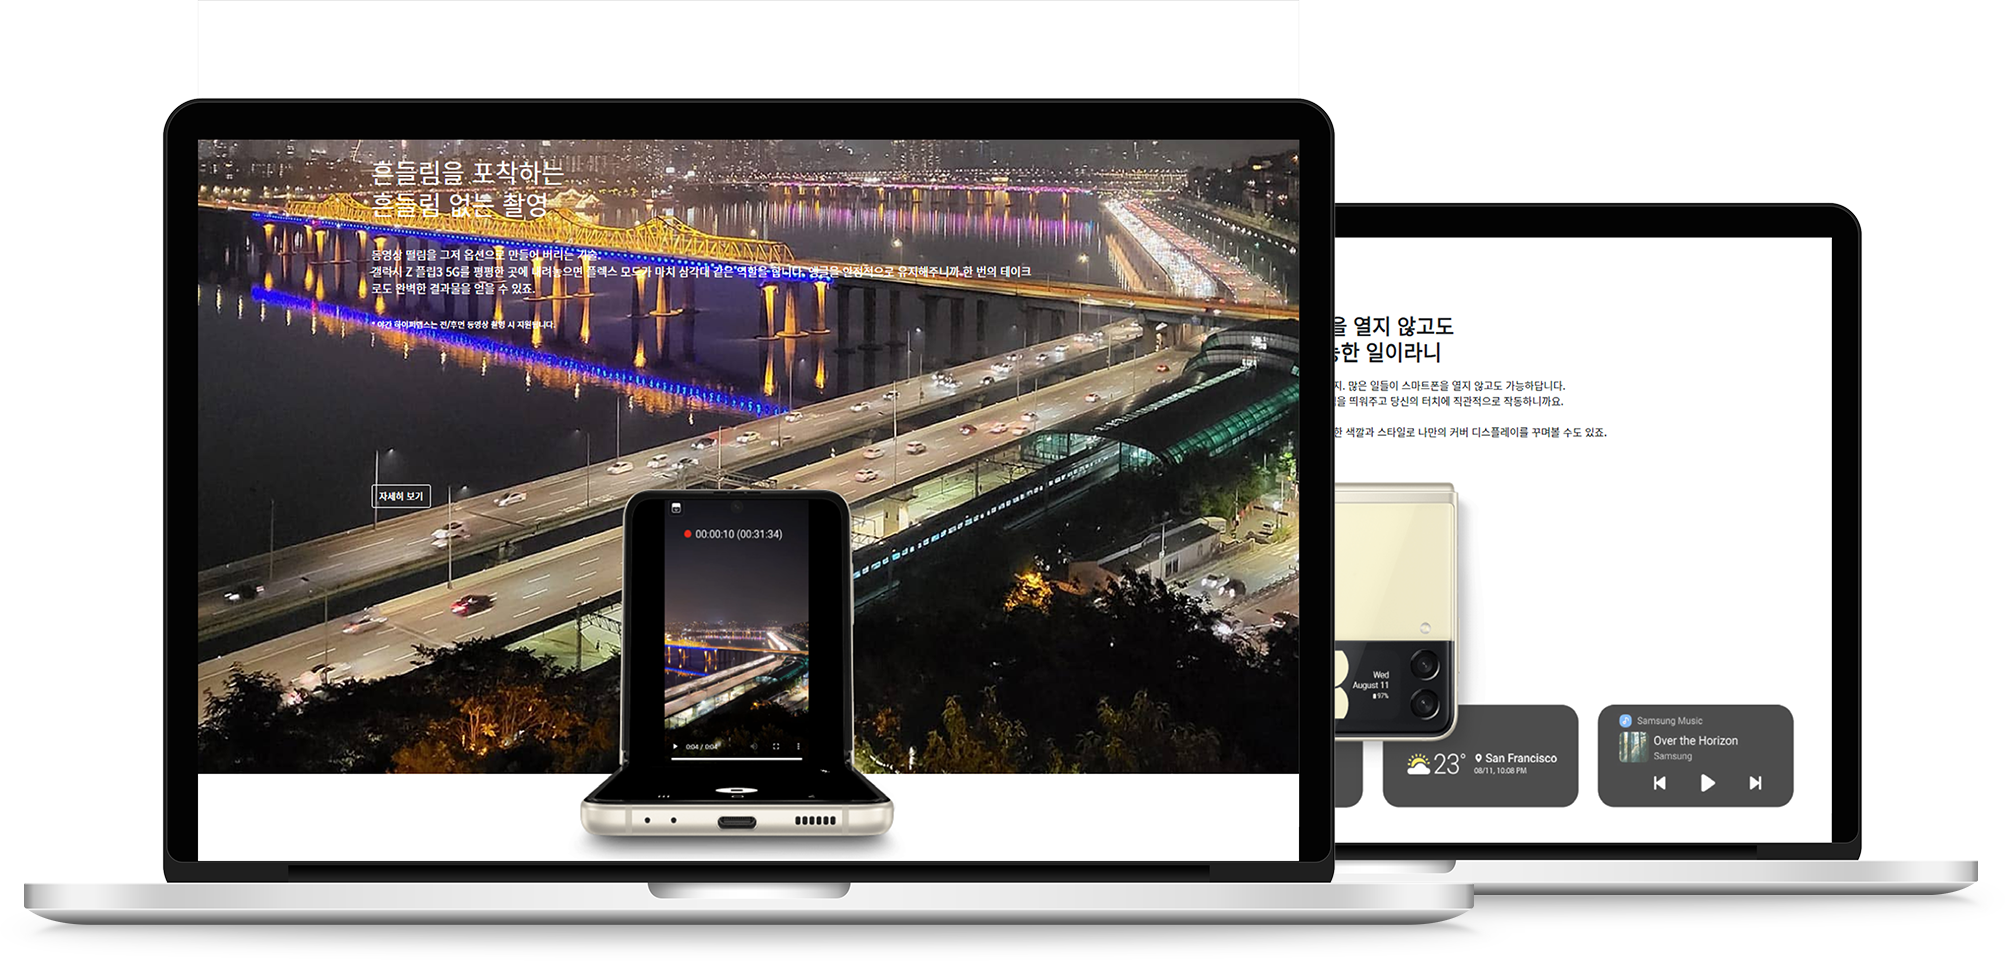 흔들림을 포착하는
흔들림 없는 촬영
동영상 떨림을 그저 옵션으로 만들어 버리는 기술.
갤럭시 Z 플립3 5G를 평평한 곳에 내려놓으면 플렉스 모드가 마치 삼각대 같은 역할을 합니다. 앵글을 안정적으로 유지해주니까 한 번의 테이크
로도 완벽한 결과물을 얻을 수 있죠.
* 야간 하이퍼랩스는 전/후면 동영상 촬영 시 지원됩니다.
자세히 보기
00:00:10 (00:31:34)
0:04 / 0:04
을 열지 않고도
한 일이라니
지. 많은 일들이 스마트폰을 열지 않고도 가능하답니다.
을 띄워주고 당신의 터치에 직관적으로 작동하니까요.
한 색깔과 스타일로 나만의 커버 디스플레이를 꾸며볼 수도 있죠.
Wed
August 11
97%
23°
San Francisco
08/11, 10:08 PM
Samsung Music
Over the Horizon
Samsung